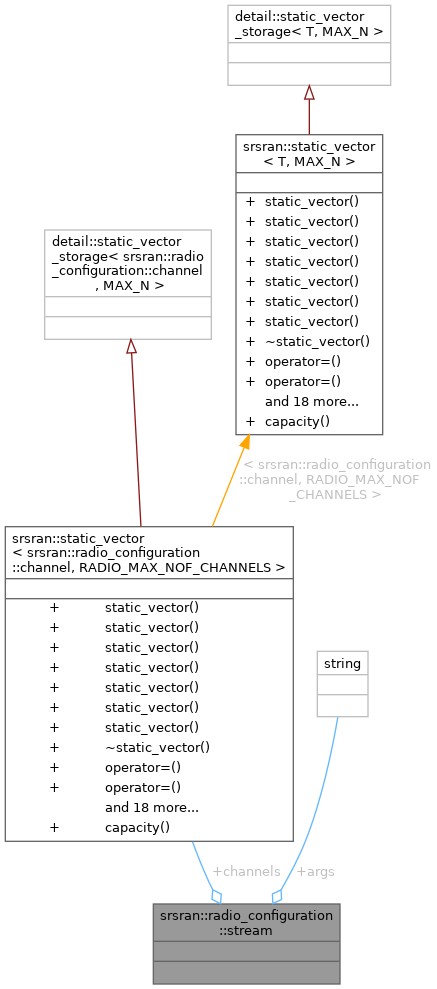 detail::static_vector
_storage< T, MAX_N >
srsran::static_vector
< T, MAX_N >
+ static_vector()
+ static_vector()
+ static_vector()
+ static_vector()
+ static_vector()
+ static_vector()
+ static_vector()
+ ~static_vector()
+ operator=()
+ operator=()
and 18 more...
+ capacity()
detail::static_vector
_storage< srsran::radio
_configuration::channel
, MAX_N >
< srsran::radio_configuration
::channel, RADIO_MAX_NOF
_CHANNELS >
srsran::static_vector
< srsran::radio_configuration
::channel, RADIO_MAX_NOF_CHANNELS >
+ static_vector()
+ static_vector()
+ static_vector()
+ static_vector()
+ static_vector()
+ static_vector()
+ static_vector()
+ ~static_vector()
+ operator=()
+ operator=()
and 18 more...
+ capacity()
string
+channels
+args
srsran::radio_configuration
::stream